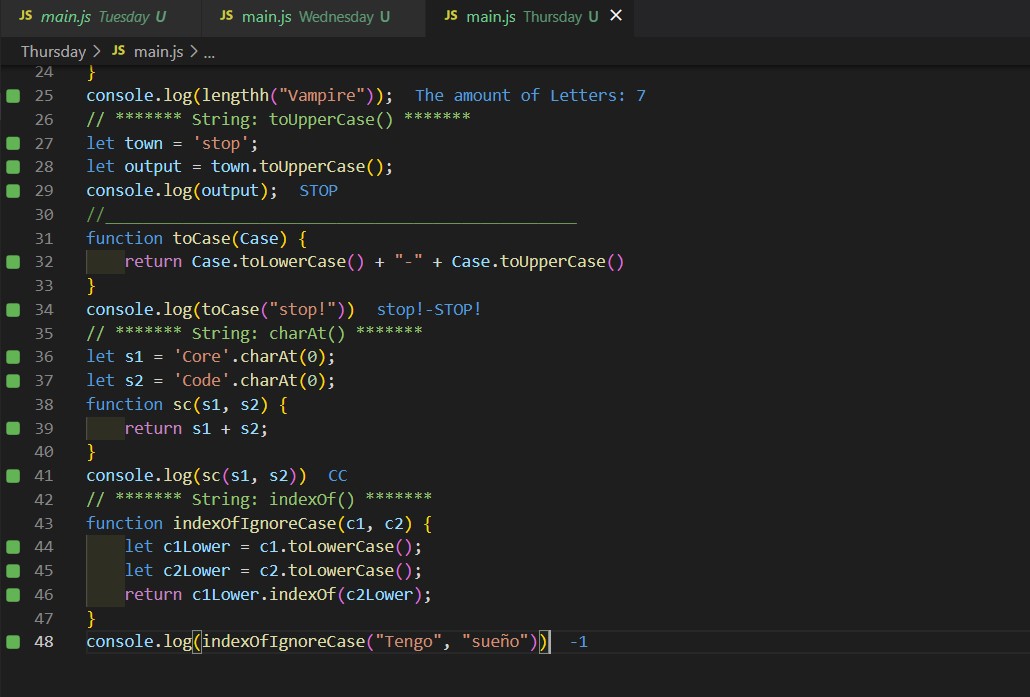 JS main.js Tuesday U JS main.js Wednesday U JS main.js Thursday U ✕
Thursday > JS main.js > ...
24 }
25 console.log(lengthh("Vampire")); The amount of Letters: 7
26 // ******* String: toUpperCase() *******
27 let town = 'stop';
28 let output = town.toUpperCase();
29 console.log(output); STOP
30 //_________________________________________________
31 function toCase(Case) {
32     return Case.toLowerCase() + "-" + Case.toUpperCase()
33 }
34 console.log(toCase("stop!")) stop!-STOP!
35 // ******* String: charAt() *******
36 let s1 = 'Core'.charAt(0);
37 let s2 = 'Code'.charAt(0);
38 function sc(s1, s2) {
39     return s1 + s2;
40 }
41 console.log(sc(s1, s2)) CC
42 // ******* String: indexOf() *******
43 function indexOfIgnoreCase(c1, c2) {
44     let c1Lower = c1.toLowerCase();
45     let c2Lower = c2.toLowerCase();
46     return c1Lower.indexOf(c2Lower);
47 }
48 console.log(indexOfIgnoreCase("Tengo", "sueño")) -1